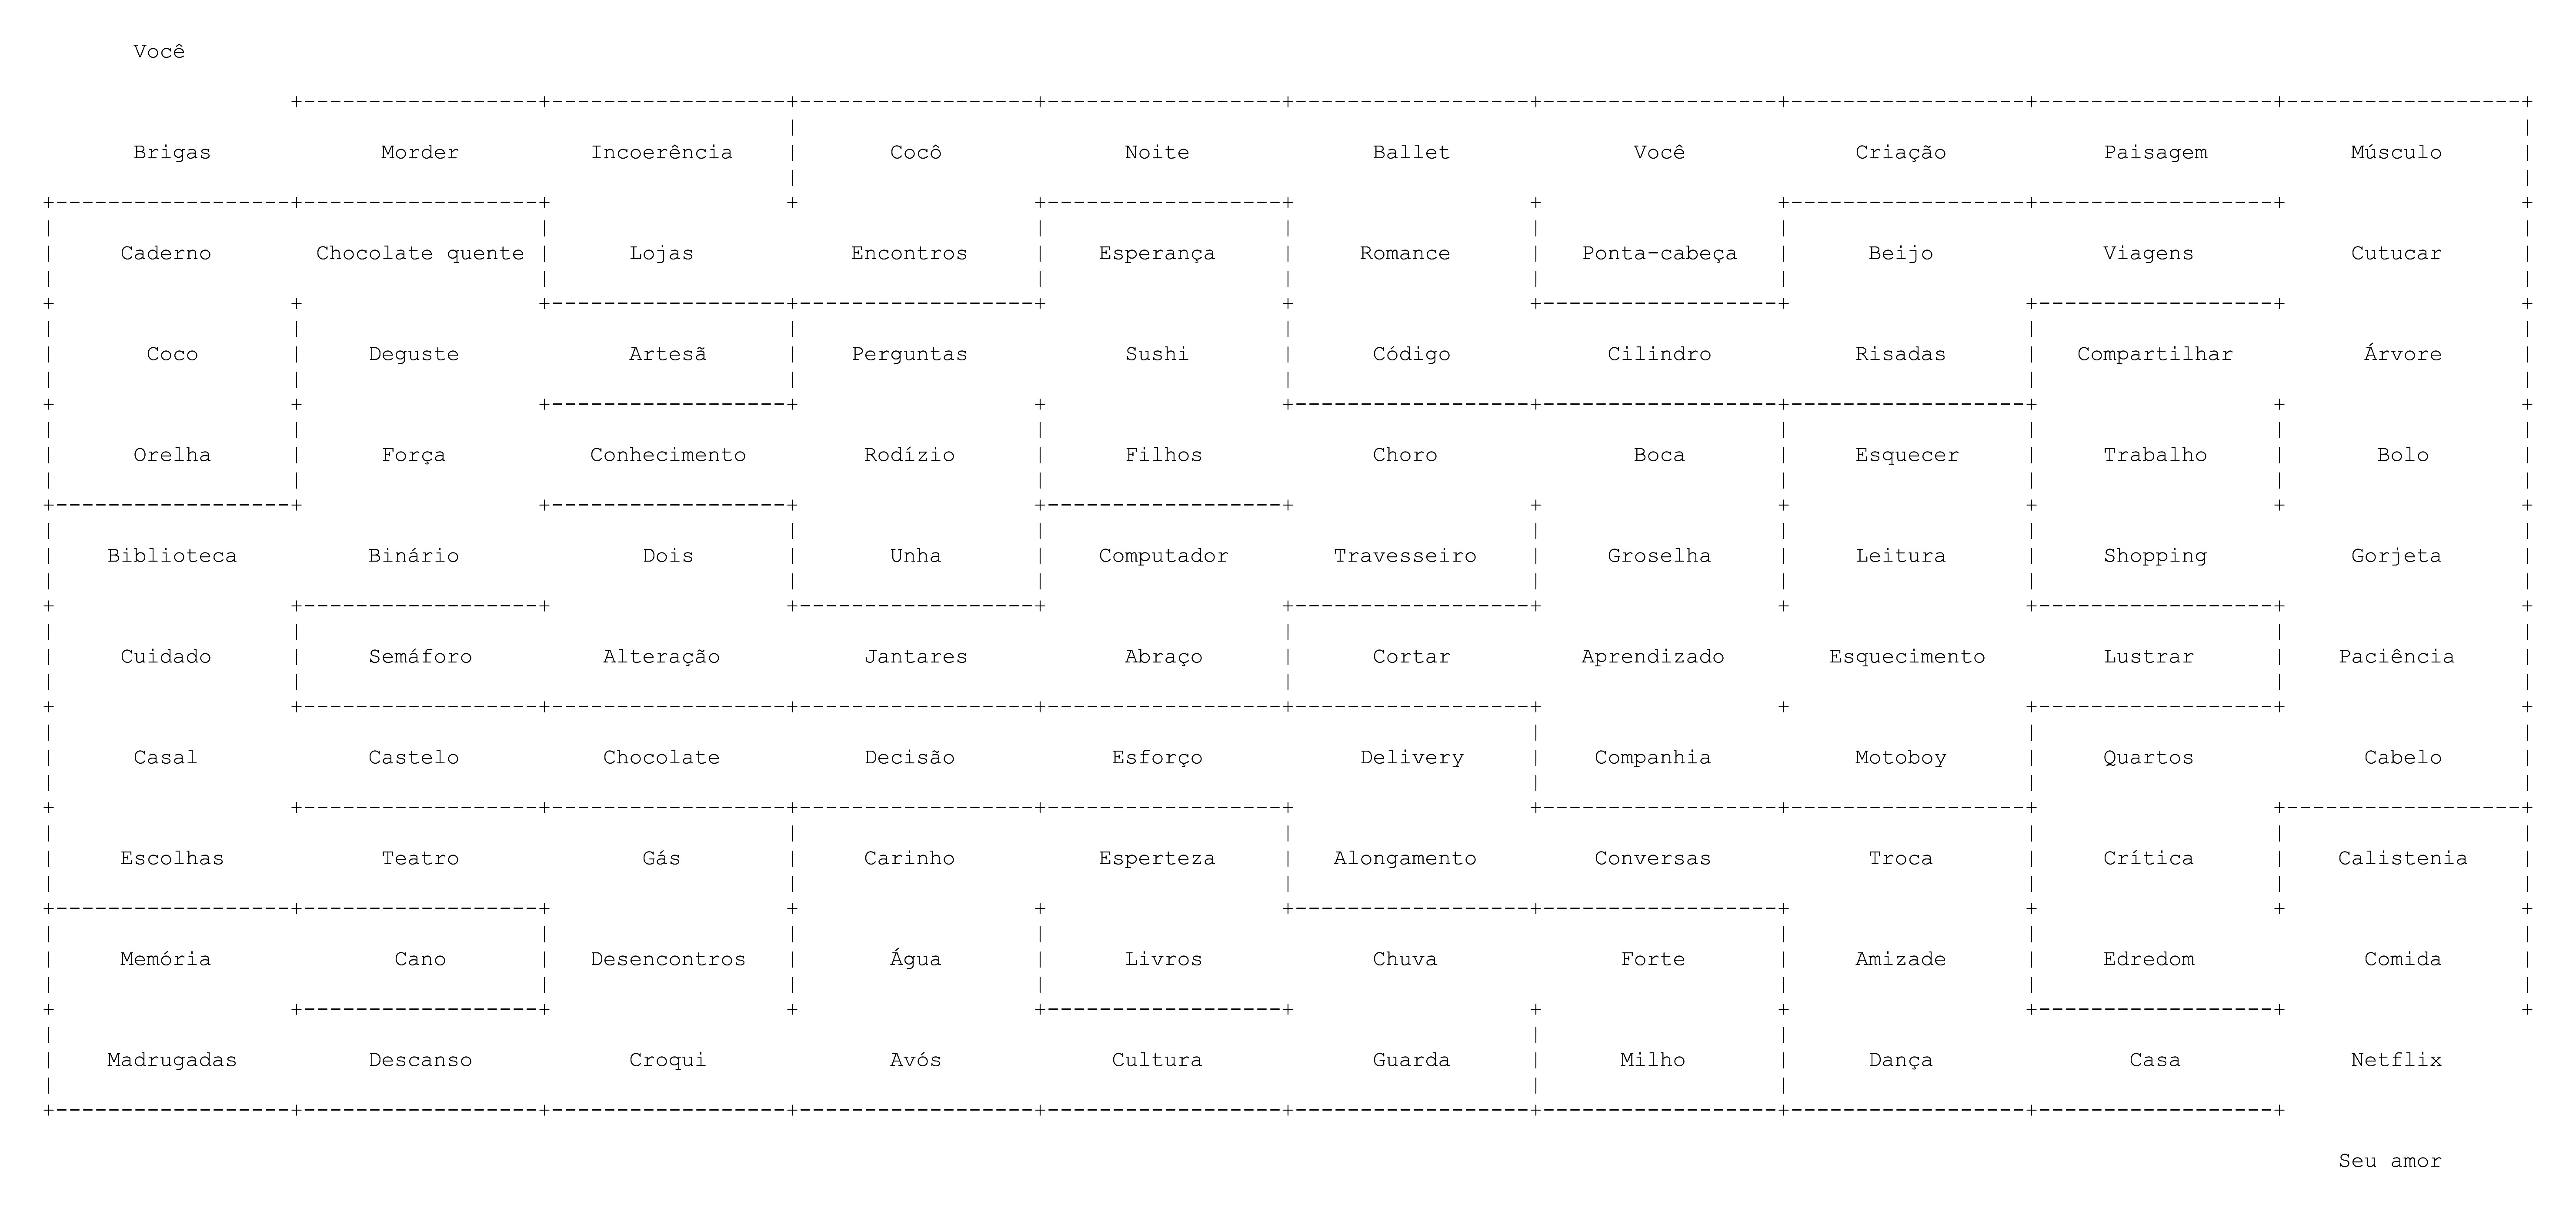 Você
Brigas Morder Incoerência Cocô Noite Ballet Você Criação Paisagem Músculo
Caderno Chocolate quente Lojas Encontros Esperança Romance Ponta-cabeça Beijo Viagens Cutucar
Coco Deguste Artesã Perguntas Sushi Código Cilindro Risadas Compartilhar Árvore
Orelha Força Conhecimento Rodízio Filhos Choro Boca Esquecer Trabalho Bolo
Biblioteca Binário Dois Unha Computador Travesseiro Groselha Leitura Shopping Gorjeta
Cuidado Semáforo Alteração Jantares Abraço Cortar Aprendizado Esquecimento Lustrar Paciência
Casal Castelo Chocolate Decisão Esforço Delivery Companhia Motoboy Quartos Cabelo
Escolhas Teatro Gás Carinho Esperteza Alongamento Conversas Troca Crítica Calistenia
Memória Cano Desencontros Água Livros Chuva Forte Amizade Edredom Comida
Madrugadas Descanso Croqui Avós Cultura Guarda Milho Dança Casa Netflix
Seu amor